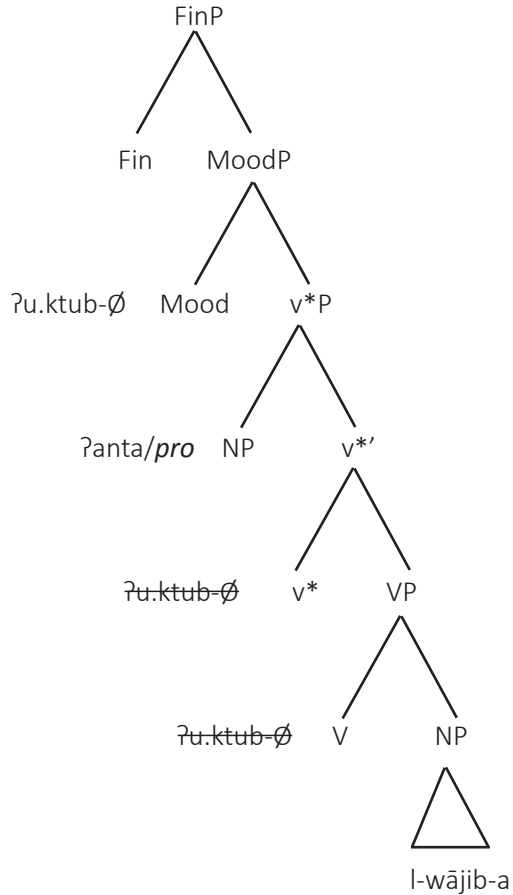 FinP
Fin MoodP
ʔu.ktub-Ø Mood v*P
ʔanta/pro NP v*’
ʔu.ktub-Ø v* VP
ʔu.ktub-Ø V NP
l-wājib-a